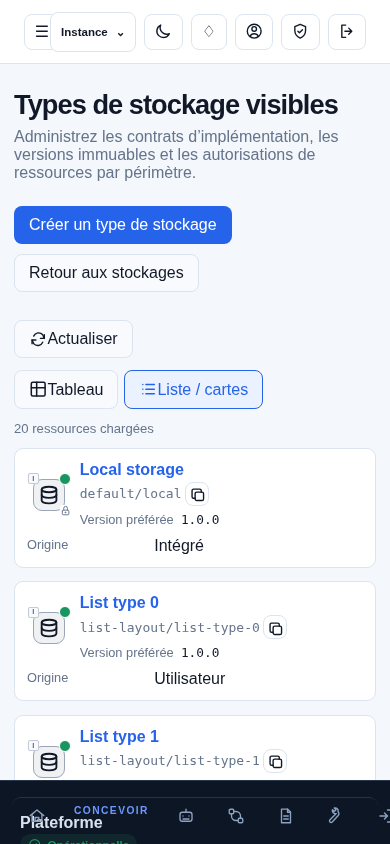 Instance
Types de stockage visibles
Administrez les contrats d’implémentation, les
versions immuables et les autorisations de
ressources par périmètre.
Créer un type de stockage
Retour aux stockages
Actualiser
Tableau
Liste / cartes
20 ressources chargées
I
Local storage
default/local
Version préférée 1.0.0
Origine Intégré
I
List type 0
list-layout/list-type-0
Version préférée 1.0.0
Origine Utilisateur
I
List type 1
list-layout/list-type-1
CONCEVOIR
Plateforme
Opérationnelle